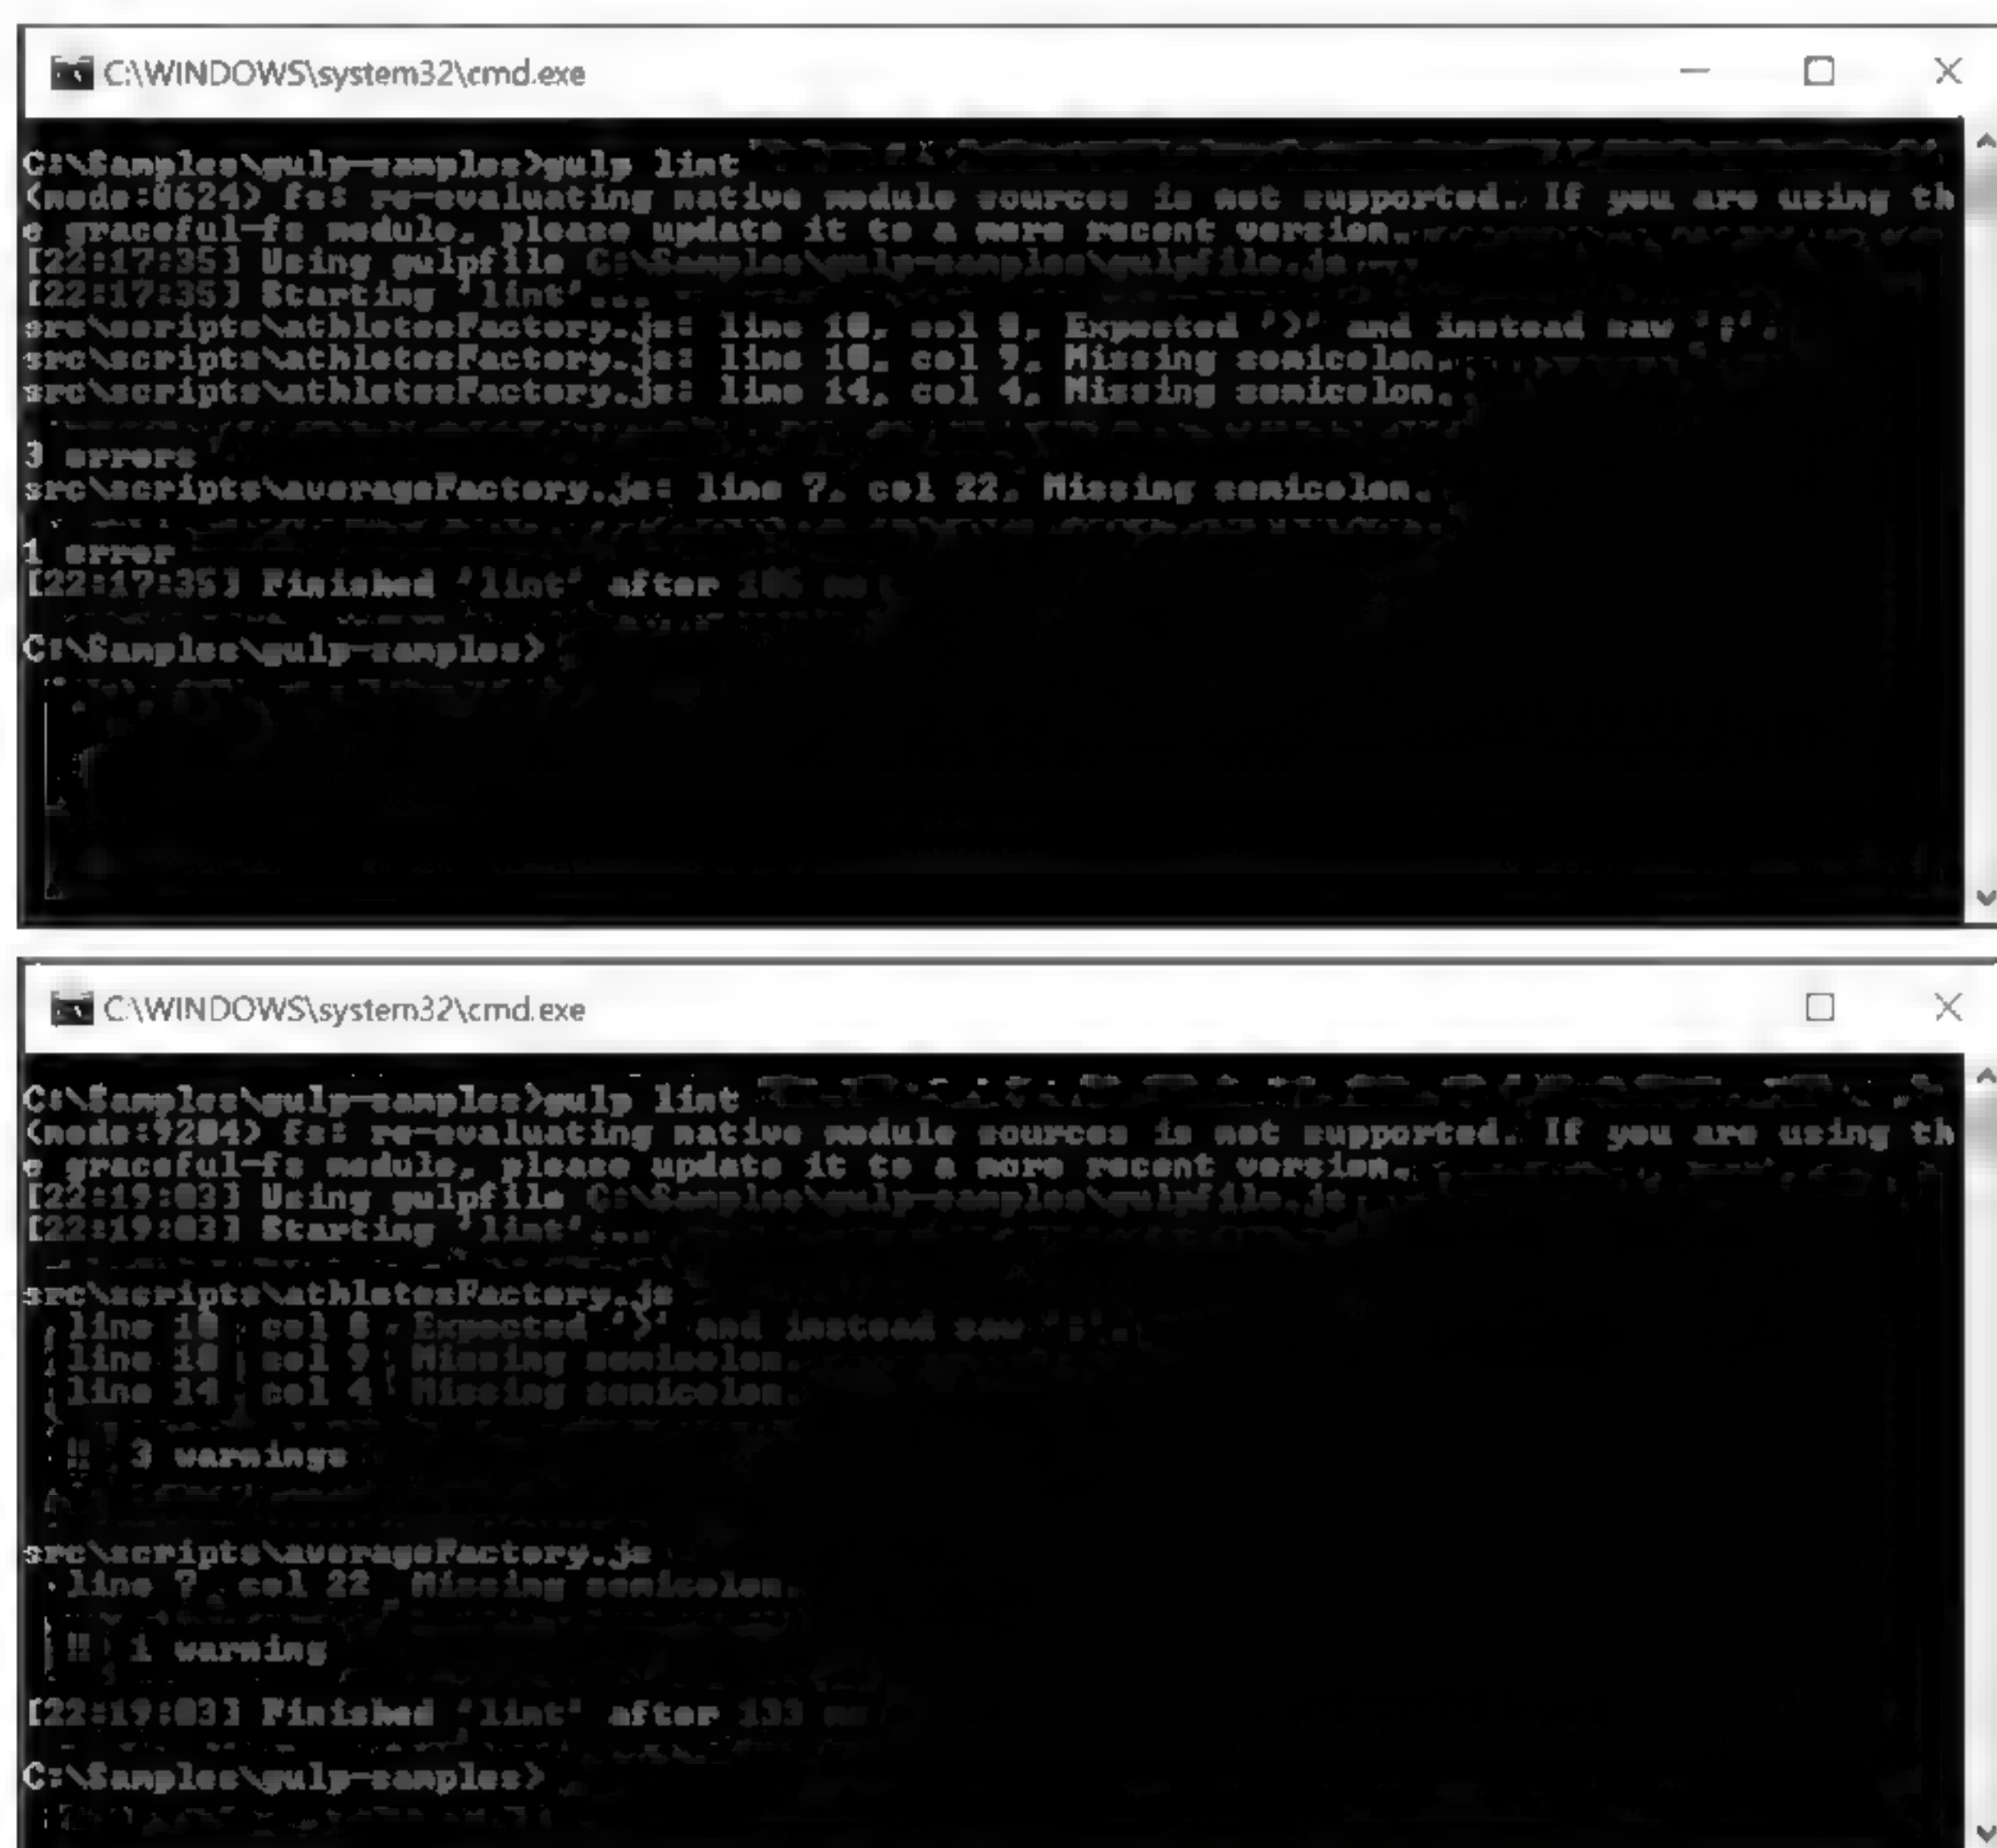 C:\WINDOWS\system32\cmd.exe
C:\Samples\gulp-samples>gulp lint
fs: re-evaluating native module sources is not supported. If you are using th
e graceful-fs module, please update it to a more recent version.
[22:17:35] Using gulpfile C:\Samples\gulp-samples\gulpfile.js
[22:17:35] Starting 'lint'...
src\scripts\athletesFactory.js: line 10, col 8, Expected ')' and instead saw ';'.
src\scripts\athletesFactory.js: line 10, col 9, Missing semicolon.
src\scripts\athletesFactory.js: line 14, col 4, Missing semicolon.
3 errors
src\scripts\averageFactory.js: line 7, col 22, Missing semicolon.
1 error
[22:17:35] Finished 'lint' after 106 ms
C:\Samples\gulp-samples>
C:\WINDOWS\system32\cmd.exe
C:\Samples\gulp-samples>gulp lint
(node:9204) fs: re-evaluating native module sources is not supported. If you are using th
e graceful-fs module, please update it to a more recent version.
[22:19:03] Using gulpfile C:\Samples\gulp-samples\gulpfile.js
[22:19:03] Starting 'lint'...
src\scripts\athletesFactory.js
line 10 col 8 Expected ')' and instead saw ';'.
line 10 col 9 Missing semicolon.
line 14 col 4 Missing semicolon.
‼ 3 warnings
src\scripts\averageFactory.js
line 7 col 22 Missing semicolon.
‼ 1 warning
[22:19:03] Finished 'lint' after 133 ms
C:\Samples\gulp-samples>